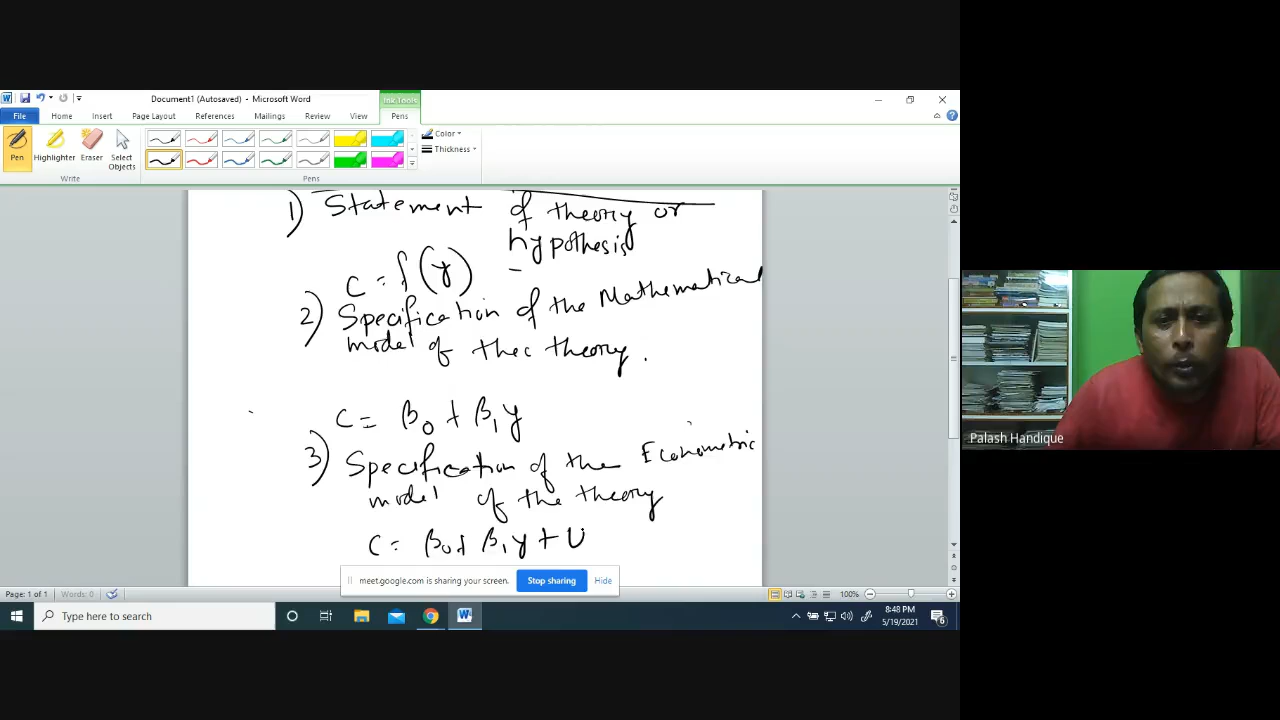 Document1 (Autosaved) - Microsoft Word
Ink Tools
File Home Insert Page Layout References Mailings Review View Pens
Pen Highlighter Eraser Select Objects
Color
Thickness
Write Pens
1) Statement of theory or
hypothesis
C = f(y)
2) Specification of the Mathematical
model of thec theory.
C = β0 + β1 y
3) Specification of the Econometric
model of the theory
C = β0+ β1y + U
Palash Handique
meet.google.com is sharing your screen. Stop sharing Hide
Page: 1 of 1 Words: 0 100%
Type here to search
8:48 PM
5/19/2021
6